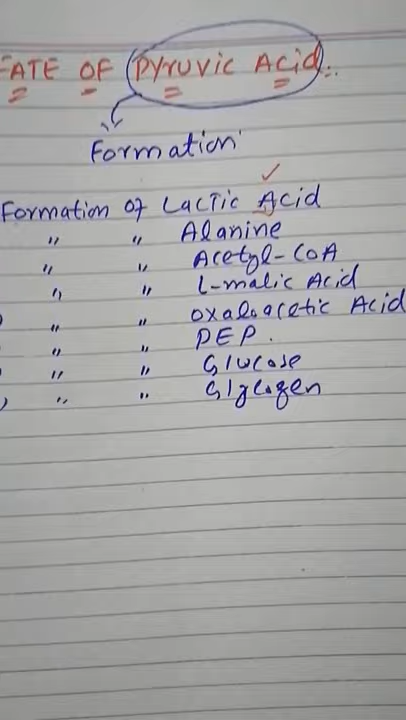 FATE OF Pyruvic Acid.
Formation
Formation of Lactic Acid
" " Alanine
" " Acetyl-CoA
" " L-malic Acid
) " " Oxaloacetic Acid
" " PEP.
) " " Glucose
) " " Glycogen